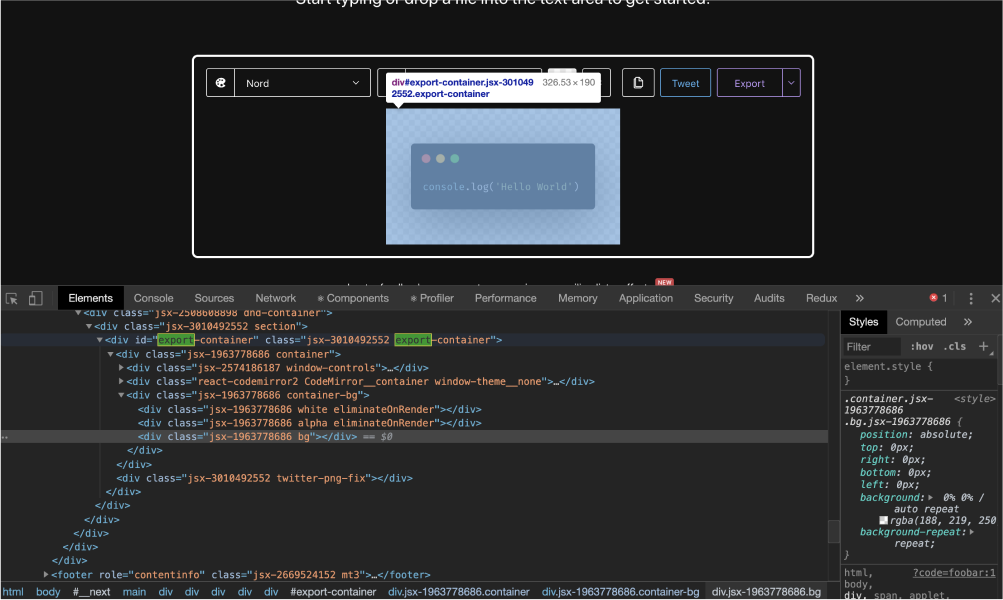 Start typing or drop a file into the text area to get started.
Nord
div#export-container.jsx-301049 326.53 × 190
2552.export-container
Tweet
Export
console.log('Hello World')
NEW
Elements Console Sources Network Components Profiler Performance Memory Application Security Audits Redux » 1
<div class="jsx-2508608898 dnd-container">
<div class="jsx-3010492552 section">
<div id="export-container" class="jsx-3010492552 export-container">
<div class="jsx-1963778686 container">
<div class="jsx-2574186187 window-controls">…</div>
<div class="react-codemirror2 CodeMirror__container window-theme__none">…</div>
<div class="jsx-1963778686 container-bg">
<div class="jsx-1963778686 white eliminateOnRender"></div>
<div class="jsx-1963778686 alpha eliminateOnRender"></div>
<div class="jsx-1963778686 bg"></div> == $0
</div>
</div>
<div class="jsx-3010492552 twitter-png-fix"></div>
</div>
</div>
</div>
</div>
</div>
</div>
<footer role="contentinfo" class="jsx-2669524152 mt3">…</footer>
html body #__next main div div div div div #export-container div.jsx-1963778686.container div.jsx-1963778686.container-bg div.jsx-1963778686.bg
Styles Computed »
Filter :hov .cls +
element.style {
}
.container.jsx- <style>
1963778686
.bg.jsx-1963778686 {
position: absolute;
top: 0px;
right: 0px;
bottom: 0px;
left: 0px;
background: 0% 0% /
auto repeat
rgba(188, 219, 250
background-repeat:
repeat;
}
html, ?code=foobar:1
body,
div, span, applet,